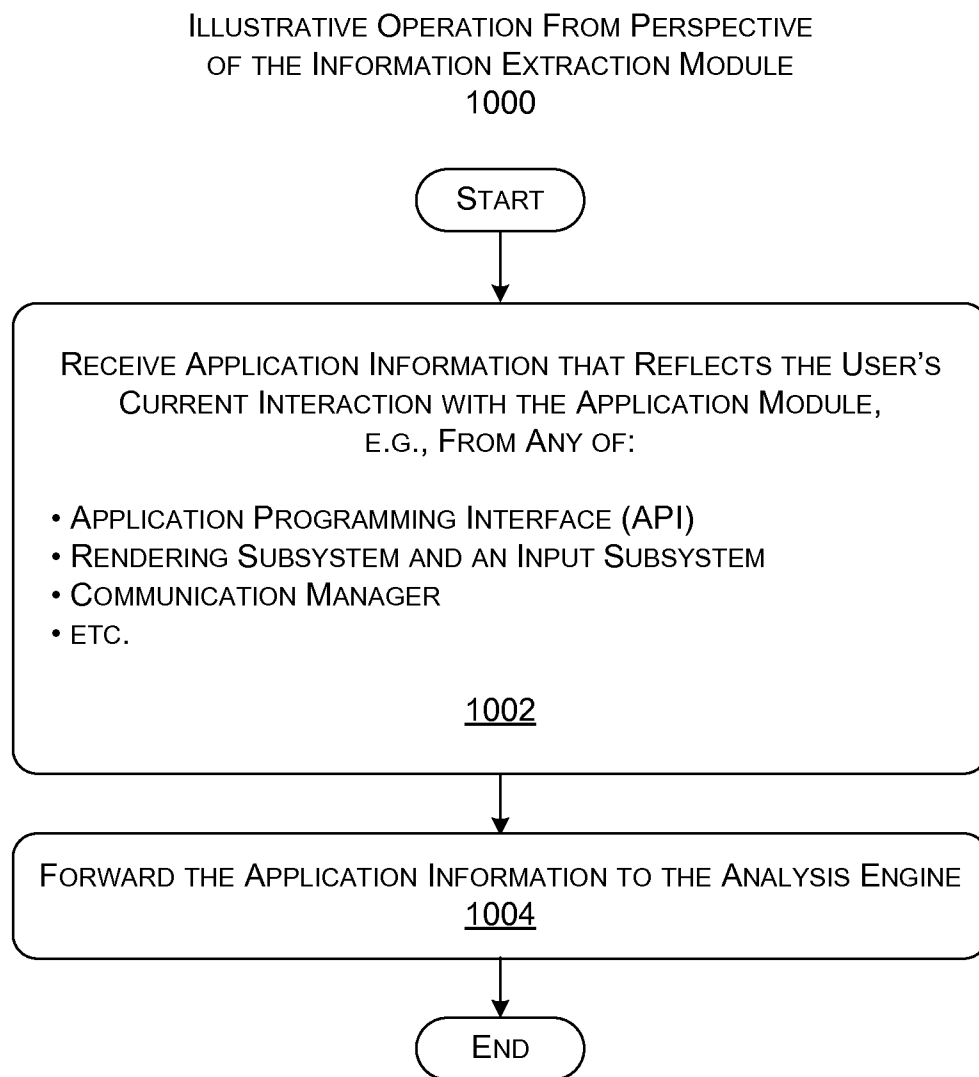 ILLUSTRATIVE OPERATION FROM PERSPECTIVE
OF THE INFORMATION EXTRACTION MODULE
1000
START
RECEIVE APPLICATION INFORMATION THAT REFLECTS THE USER'S
CURRENT INTERACTION WITH THE APPLICATION MODULE,
E.G., FROM ANY OF:
• APPLICATION PROGRAMMING INTERFACE (API)
• RENDERING SUBSYSTEM AND AN INPUT SUBSYSTEM
• COMMUNICATION MANAGER
• ETC.
1002
FORWARD THE APPLICATION INFORMATION TO THE ANALYSIS ENGINE
1004
END